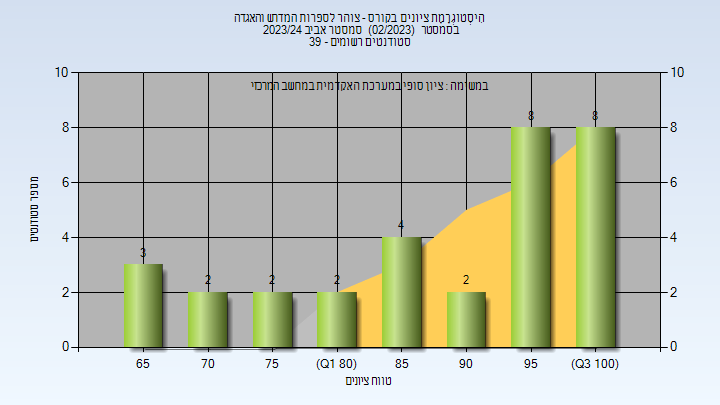 היסטוגרמת ציונים בקורס - צוהר לספרות המדרש והאגדה
בסמסטר (02/2023) סמסטר אביב 2023/24
סטודנטים רשומים - 39
במשימה : ציון סופי במערכת האקדמית במחשב המרכזי
10 10
8 8 8 8
6 6
4 4 4
3
2 2 2 2 2 2
0 0
מספר סטודנטים
65 70 75 (Q1 80) 85 90 95 (Q3 100)
טווח ציונים